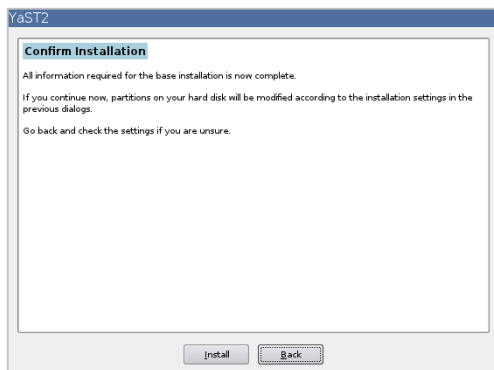 YaST2
Confirm Installation
All information required for the base installation is now complete.
If you continue now, partitions on your hard disk will be modified according to the installation settings in the
previous dialogs.
Go back and check the settings if you are unsure.
Install
Back